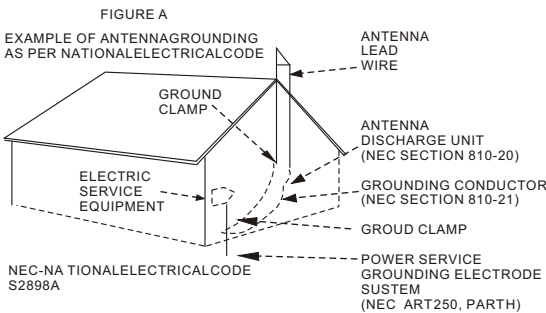 FIGURE A
EXAMPLE OF ANTENNAGROUNDING
AS PER NATIONALELECTRICALCODE
ANTENNA
LEAD
WIRE
GROUND
CLAMP
ANTENNA
DISCHARGE UNIT
(NEC SECTION 810-20)
ELECTRIC
SERVICE
EQUIPMENT
GROUNDING CONDUCTOR
(NEC SECTION 810-21)
GROUD CLAMP
POWER SERVICE
GROUNDING ELECTRODE
SUSTEM
(NEC ART250, PARTH)
NEC-NA TIONALELECTRICALCODE
S2898A